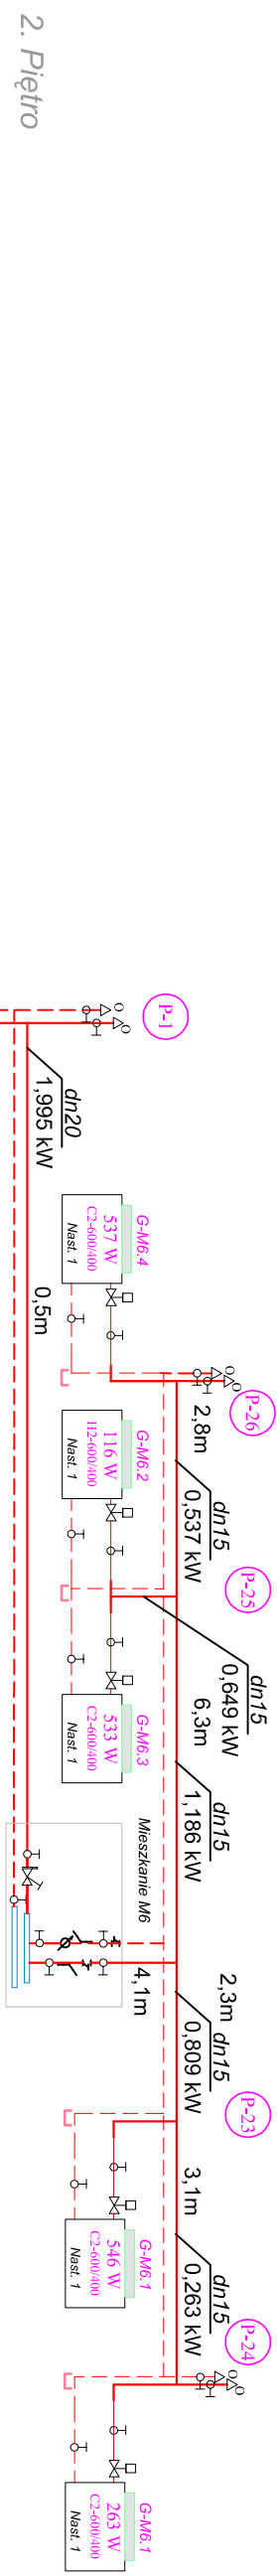 2. Piętro
P-1
dn20
1,995 kW
0,5m
G-M6.4
537 W
C2-600/400
Nast. 1
P-26
2,8m
dn15
0,537 kW
G-M6.2
116 W
H2-600/400
Nast. 1
P-25
dn15
0,649 kW
6,3m
G-M6.3
533 W
C2-600/400
Nast. 1
dn15
1,186 kW
Mieszkanie M6
4,1m
2,3m
dn15
0,809 kW
P-23
3,1m
G-M6.1
546 W
C2-600/400
Nast. 1
dn15
0,263 kW
P-24
G-M6.1
263 W
C2-600/400
Nast. 1